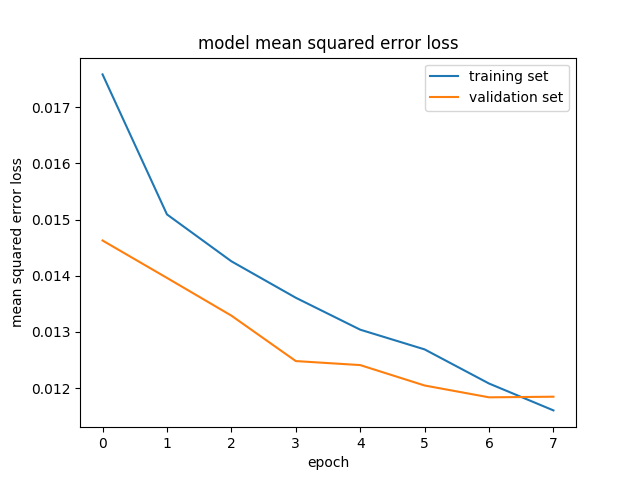 model mean squared error loss
training set
validation set
mean squared error loss
0.017
0.016
0.015
0.014
0.013
0.012
0 1 2 3 4 5 6 7
epoch